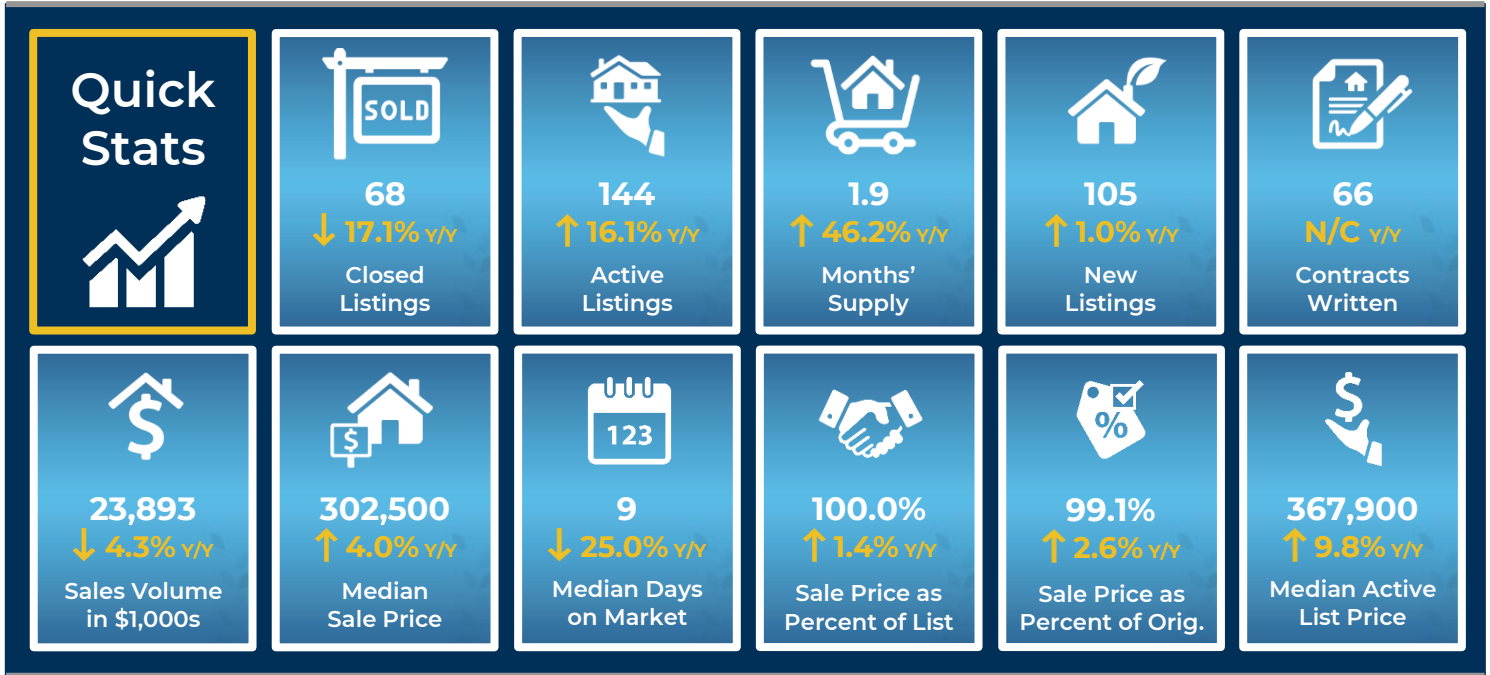 Quick
Stats
SOLD
68
↓ 17.1% Y/Y
Closed
Listings
144
↑ 16.1% Y/Y
Active
Listings
1.9
↑ 46.2% Y/Y
Months’
Supply
105
↑ 1.0% Y/Y
New
Listings
66
N/C Y/Y
Contracts
Written
$
23,893
↓ 4.3% Y/Y
Sales Volume
in $1,000s
$
302,500
↑ 4.0% Y/Y
Median
Sale Price
123
9
↓ 25.0% Y/Y
Median Days
on Market
100.0%
↑ 1.4% Y/Y
Sale Price as
Percent of List
%
99.1%
↑ 2.6% Y/Y
Sale Price as
Percent of Orig.
$
367,900
↑ 9.8% Y/Y
Median Active
List Price